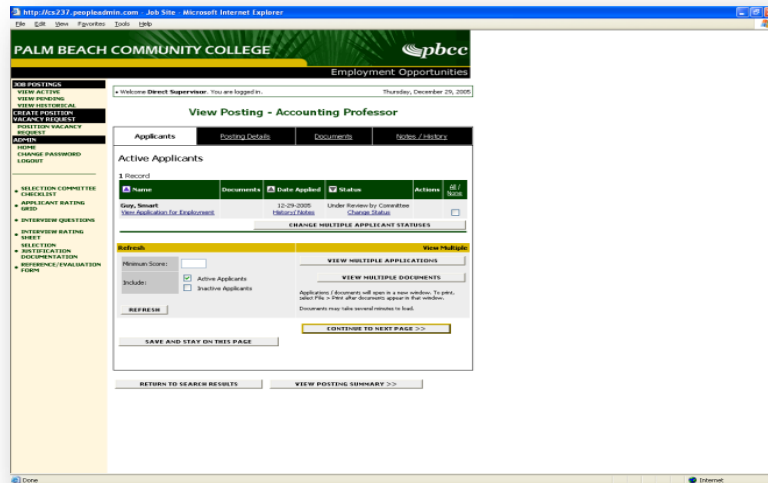 http://cs237.peopleadmin.com - Job Site - Microsoft Internet Explorer
File Edit View Favorites Tools Help
PALM BEACH COMMUNITY COLLEGE
pbcc
Employment Opportunities
JOB POSTINGS
VIEW ACTIVE
VIEW PENDING
VIEW HISTORICAL
CREATE POSITION
VACANCY REQUEST
POSITION VACANCY
REQUEST
ADMIN
HOME
CHANGE PASSWORD
LOGOUT
SELECTION COMMITTEE
CHECKLIST
APPLICANT RATING
GRID
INTERVIEW QUESTIONS
INTERVIEW RATING
SHEET
SELECTION
JUSTIFICATION
DOCUMENTATION
REFERENCE/EVALUATION
FORM
Welcome Direct Supervisor. You are logged in. Thursday, December 29, 2005
View Posting - Accounting Professor
Applicants Posting Details Documents Notes / History
Active Applicants
1 Record
Name Documents Date Applied Status Actions All / None
Guy, Smart 12-29-2005 Under Review by Committee
View Application for Employment History/Notes Change Status
CHANGE MULTIPLE APPLICANT STATUSES
Refresh View Multiple
Minimum Score:
Include: Active Applicants
Inactive Applicants
REFRESH
VIEW MULTIPLE APPLICATIONS
VIEW MULTIPLE DOCUMENTS
Applications / documents will open in a new window. To print,
select File > Print after documents appear in that window.
Documents may take several minutes to load.
CONTINUE TO NEXT PAGE >>
SAVE AND STAY ON THIS PAGE
RETURN TO SEARCH RESULTS VIEW POSTING SUMMARY >>
Done Internet